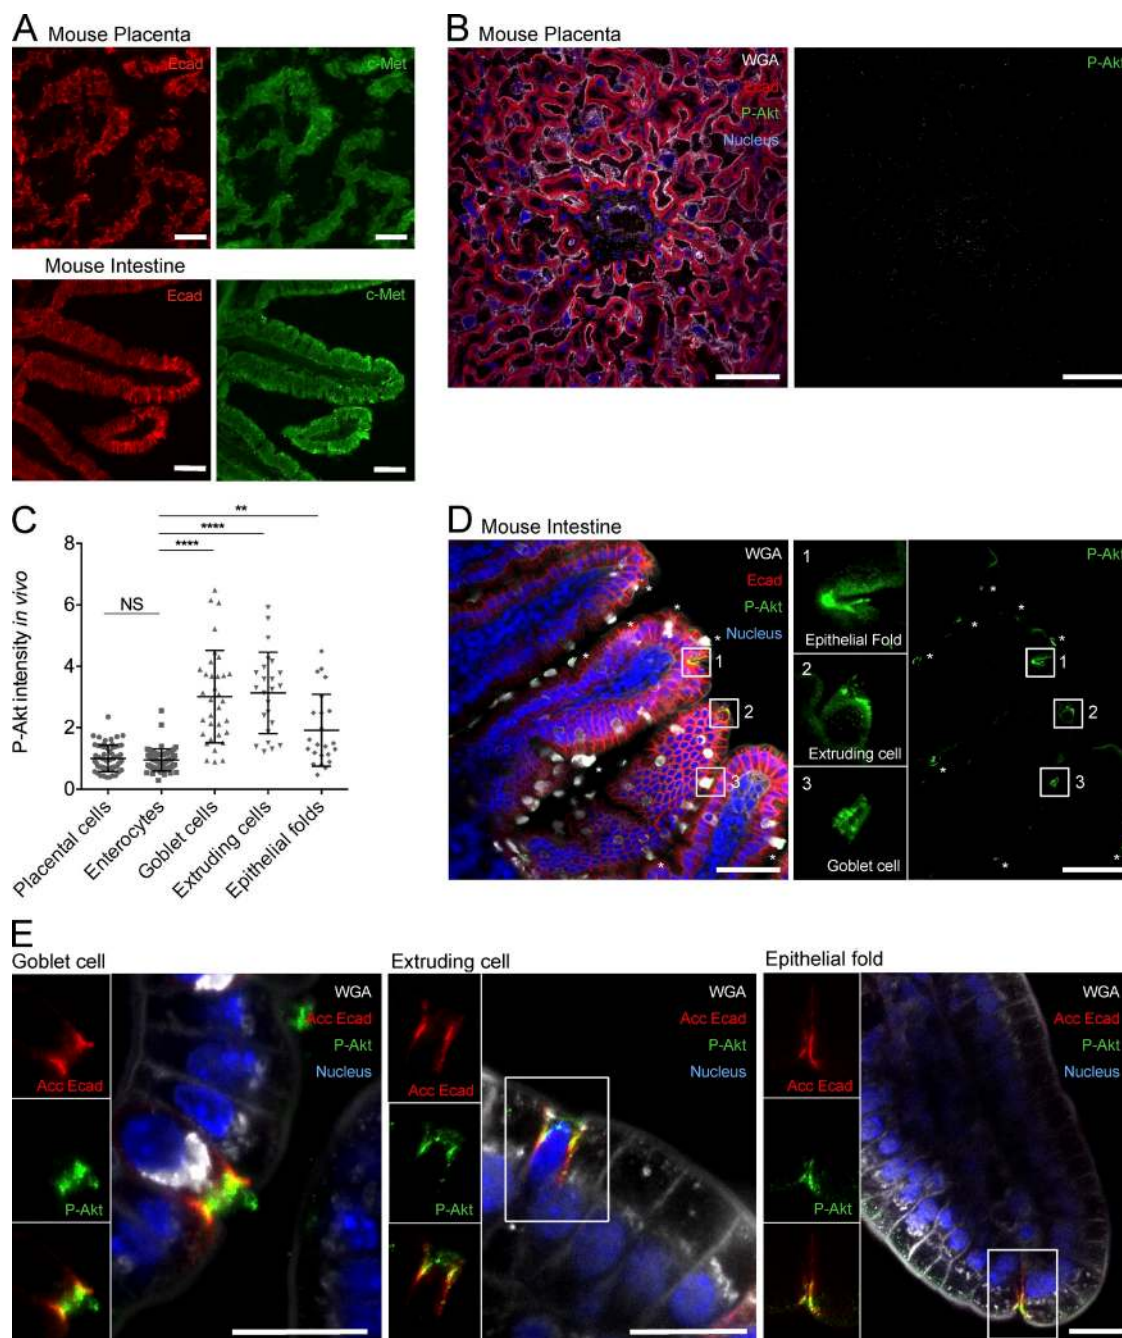 A
Mouse Placenta
Ecad
c-Met
Mouse Intestine
Ecad
c-Met
B Mouse Placenta
WGA
Ecad
P-Akt
Nucleus
P-Akt
C
**
****
****
NS
P-Akt intensity in vivo
8
6
4
2
0
Placental cells
Enterocytes
Goblet cells
Extruding cells
Epithelial folds
D Mouse Intestine
WGA
Ecad
P-Akt
Nucleus
1
2
3
1
Epithelial Fold
2
Extruding cell
3
Goblet cell
P-Akt
1
2
3
E
Goblet cell
Acc Ecad
P-Akt
WGA
Acc Ecad
P-Akt
Nucleus
Extruding cell
Acc Ecad
P-Akt
WGA
Acc Ecad
P-Akt
Nucleus
Epithelial fold
Acc Ecad
P-Akt
WGA
Acc Ecad
P-Akt
Nucleus